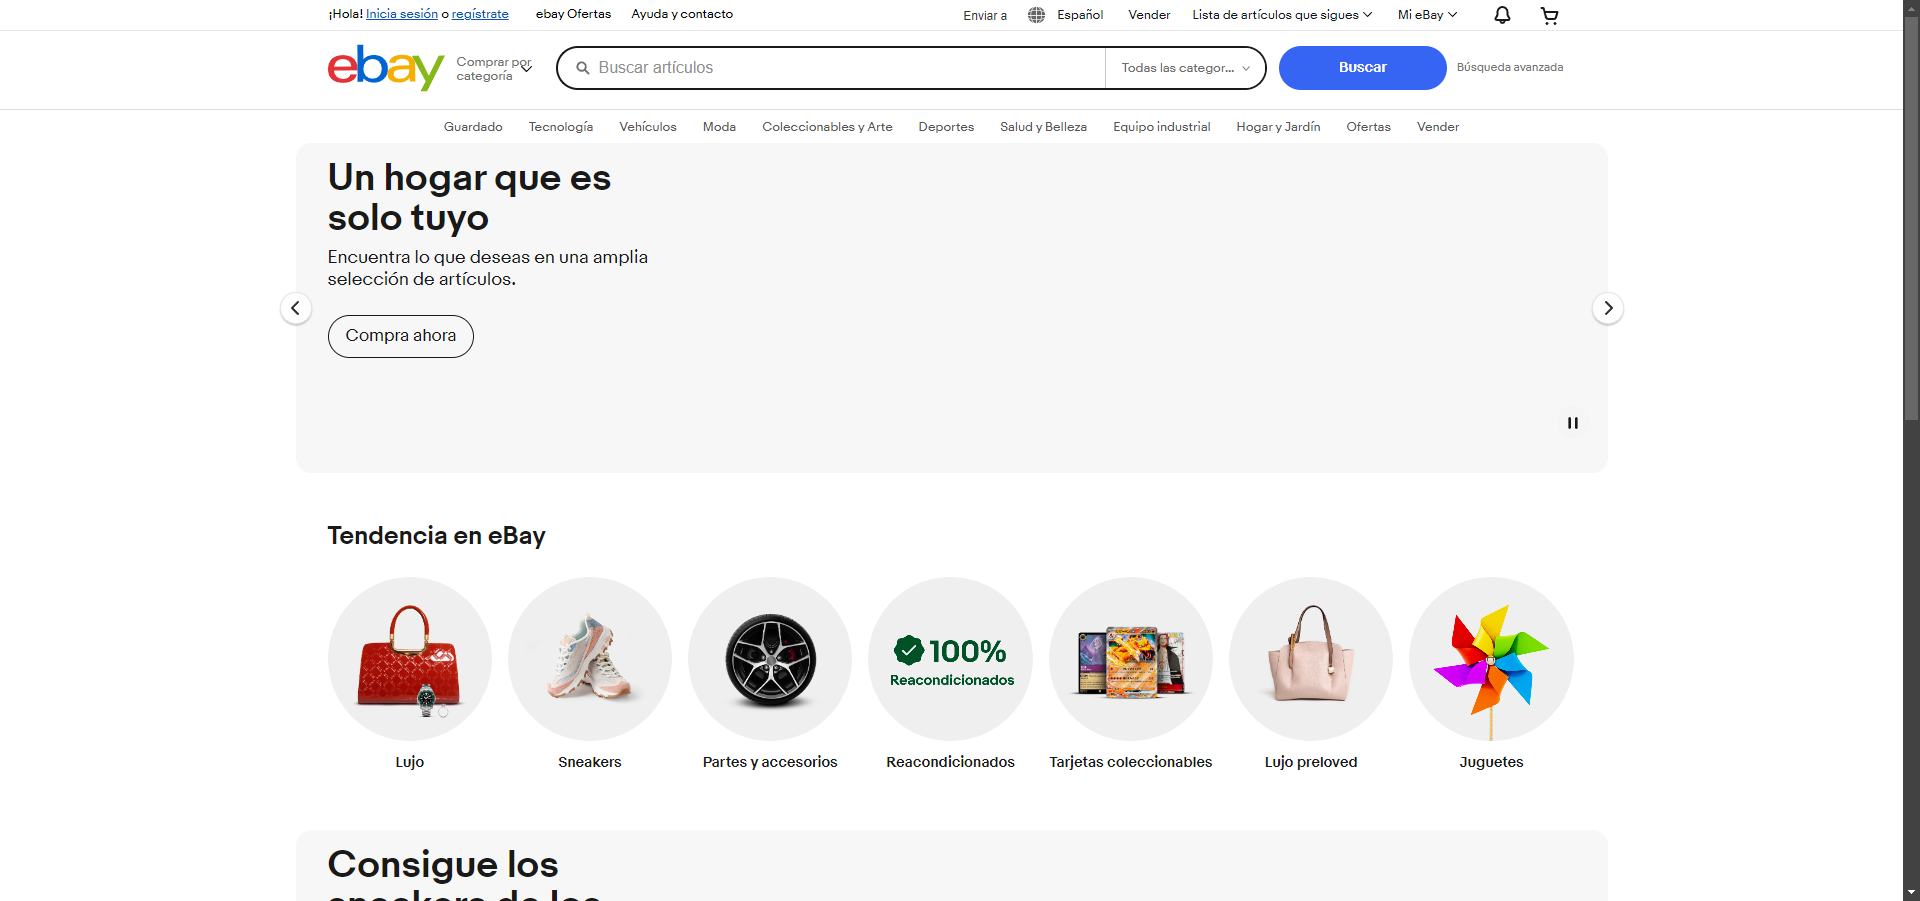 ¡Hola! Inicia sesión o regístrate ebay Ofertas Ayuda y contacto
Enviar a Español Vender Lista de artículos que sigues Mi eBay
ebay
Comprar por
categoría
Buscar artículos
Todas las categor...
Buscar
Búsqueda avanzada
Guardado Tecnología Vehículos Moda Coleccionables y Arte Deportes Salud y Belleza Equipo industrial Hogar y Jardín Ofertas Vender
Un hogar que es
solo tuyo
Encuentra lo que deseas en una amplia
selección de artículos.
Compra ahora
Tendencia en eBay
100%
Reacondicionados
Lujo
Sneakers
Partes y accesorios
Reacondicionados
Tarjetas coleccionables
Lujo preloved
Juguetes
Consigue los
sneakers de los